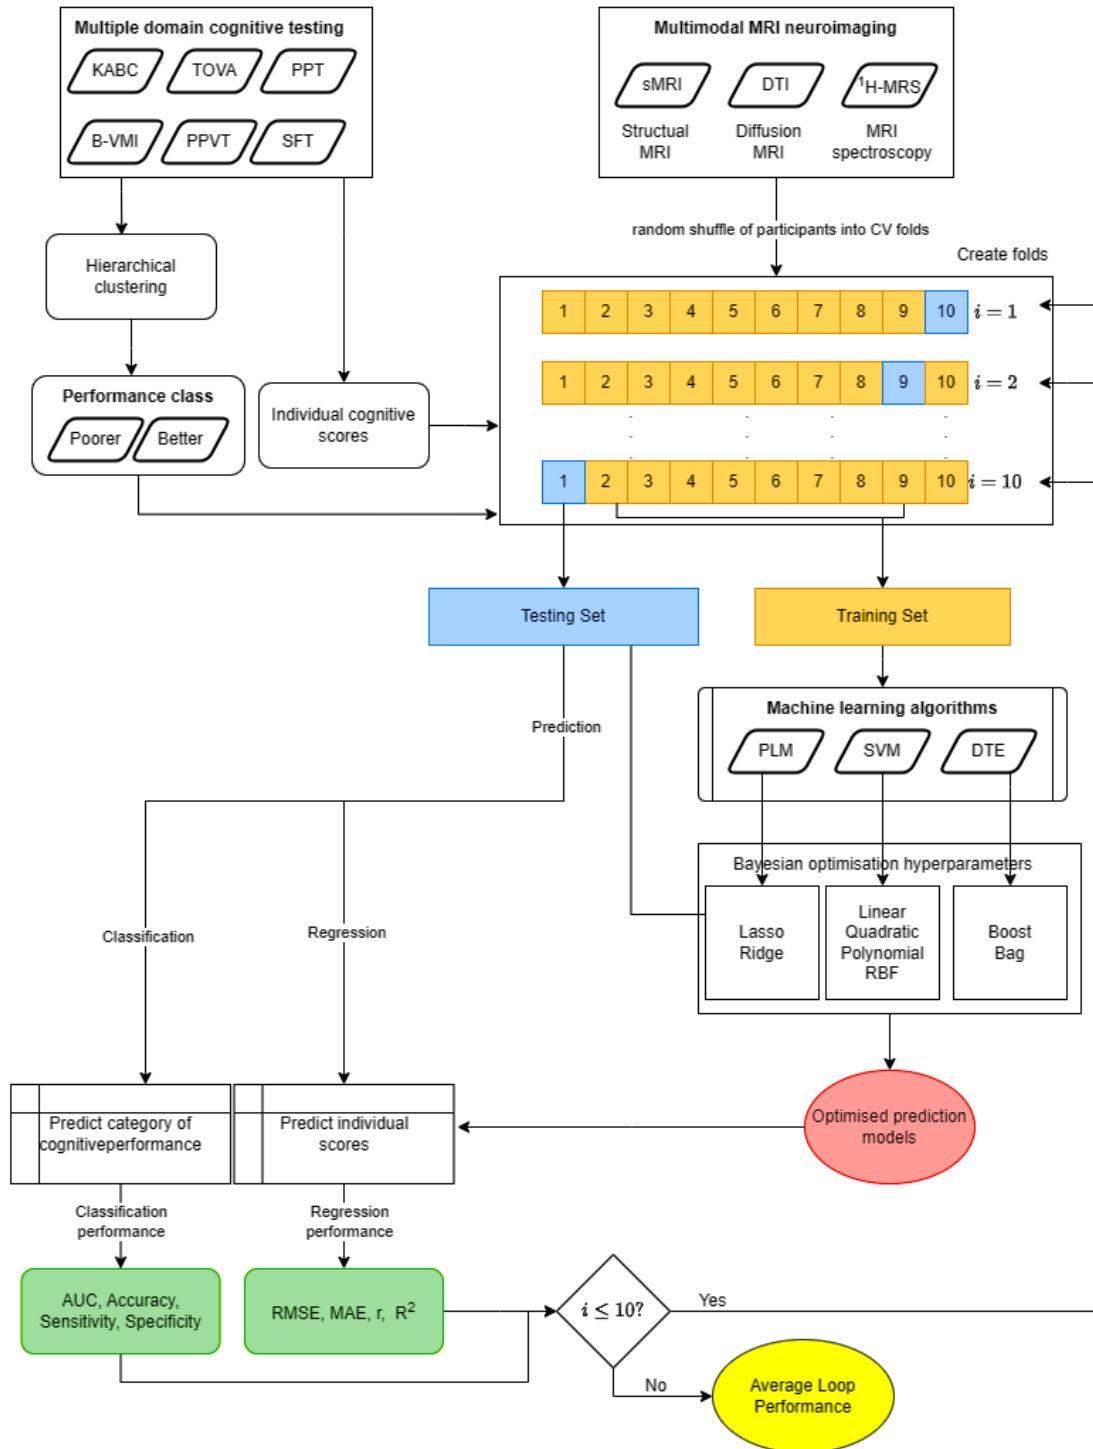 Multiple domain cognitive testing
KABC
TOVA
PPT
B-VMI
PPVT
SFT
Multimodal MRI neuroimaging
sMRI
DTI
¹H-MRS
Structual
MRI
Diffusion
MRI
MRI
spectroscopy
random shuffle of participants into CV folds
Create folds
Hierarchical
clustering
Performance class
Poorer
Better
Individual cognitive
scores
1 2 3 4 5 6 7 8 9 10 i = 1
1 2 3 4 5 6 7 8 9 10 i = 2
1 2 3 4 5 6 7 8 9 10 i = 10
Testing Set
Training Set
Machine learning algorithms
PLM
SVM
DTE
Prediction
Bayesian optimisation hyperparameters
Lasso
Ridge
Linear
Quadratic
Polynomial
RBF
Boost
Bag
Classification
Regression
Predict category of
cognitiveperformance
Predict individual
scores
Optimised prediction
models
Classification
performance
Regression
performance
AUC, Accuracy,
Sensitivity, Specificity
RMSE, MAE, r, R²
i ≤ 10?
Yes
No
Average Loop
Performance